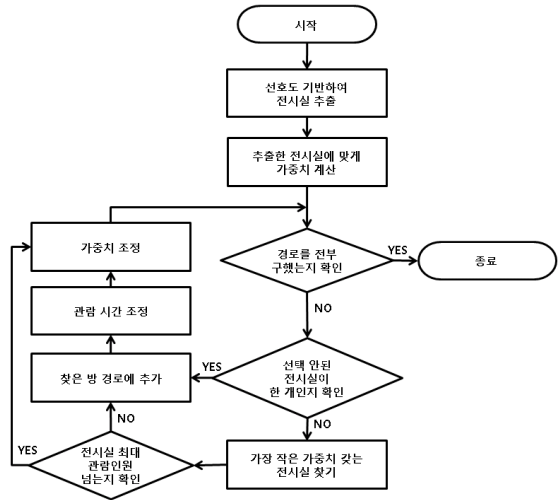 시작
선호도 기반하여
전시실 추출
추출한 전시실에 맞게
가중치 계산
가중치 조정
경로를 전부
구했는지 확인
YES
종료
관람 시간 조정
NO
찾은 방 경로에 추가
YES
선택 안된
전시실이
한 개인지 확인
NO
NO
YES
전시실 최대
관람인원
넘는지 확인
가장 작은 가중치 갖는
전시실 찾기